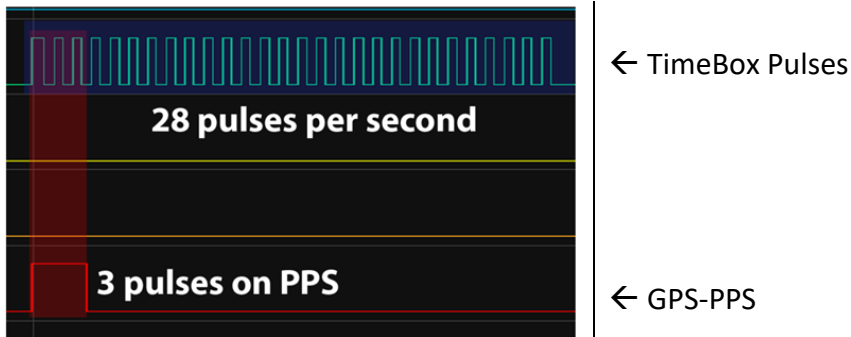 ← TimeBox Pulses
28 pulses per second
3 pulses on PPS
← GPS-PPS